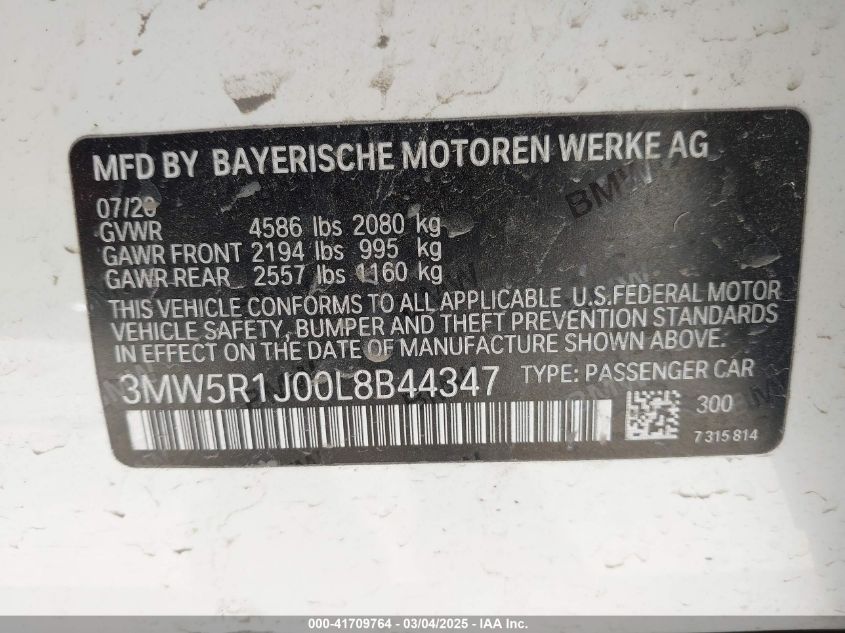 MFD BY BAYERISCHE MOTOREN WERKE AG
07/20
GVWR 4586 lbs 2080 kg
GAWR FRONT 2194 lbs 995 kg
GAWR REAR 2557 lbs 1160 kg
THIS VEHICLE CONFORMS TO ALL APPLICABLE U.S.FEDERAL MOTOR
VEHICLE SAFETY, BUMPER AND THEFT PREVENTION STANDARDS
IN EFFECT ON THE DATE OF MANUFACTURE SHOWN ABOVE.
3MW5R1J00L8B44347 TYPE: PASSENGER CAR
300
7315814
000-41709764 - 03/04/2025 - IAA Inc.